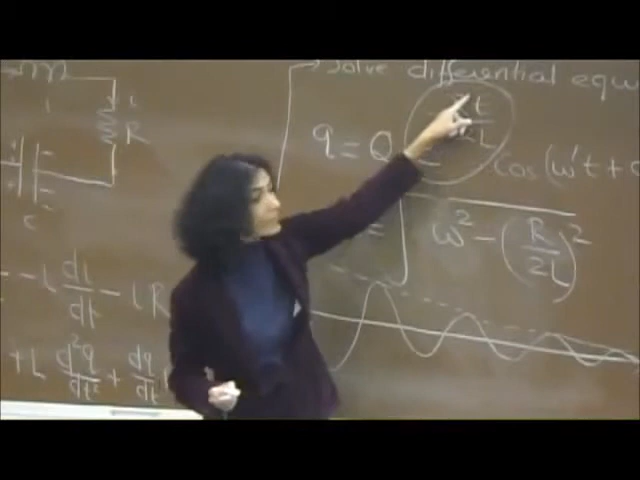 Solve differential equ
i
R
q = Q e t/2L cos(ω't +
c
= √ω² - (R/2L)²
- L di/dt - iR
+ L d²q/dt² + dq/dt